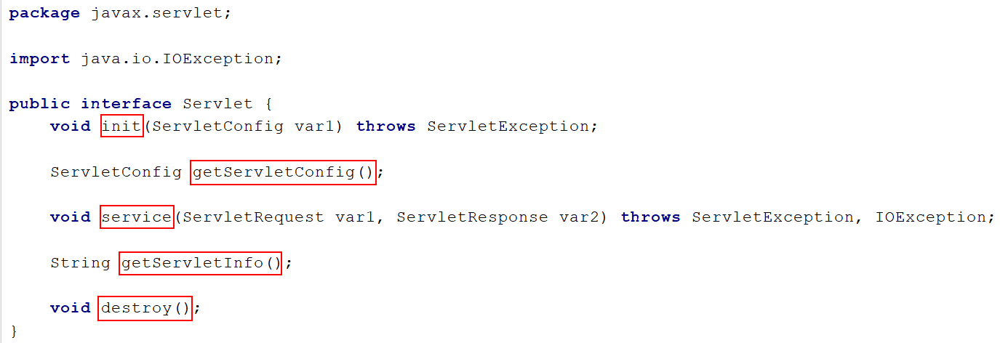 package javax.servlet;
import java.io.IOException;
public interface Servlet {
void init(ServletConfig var1) throws ServletException;
ServletConfig getServletConfig();
void service(ServletRequest var1, ServletResponse var2) throws ServletException, IOException;
String getServletInfo();
void destroy();
}